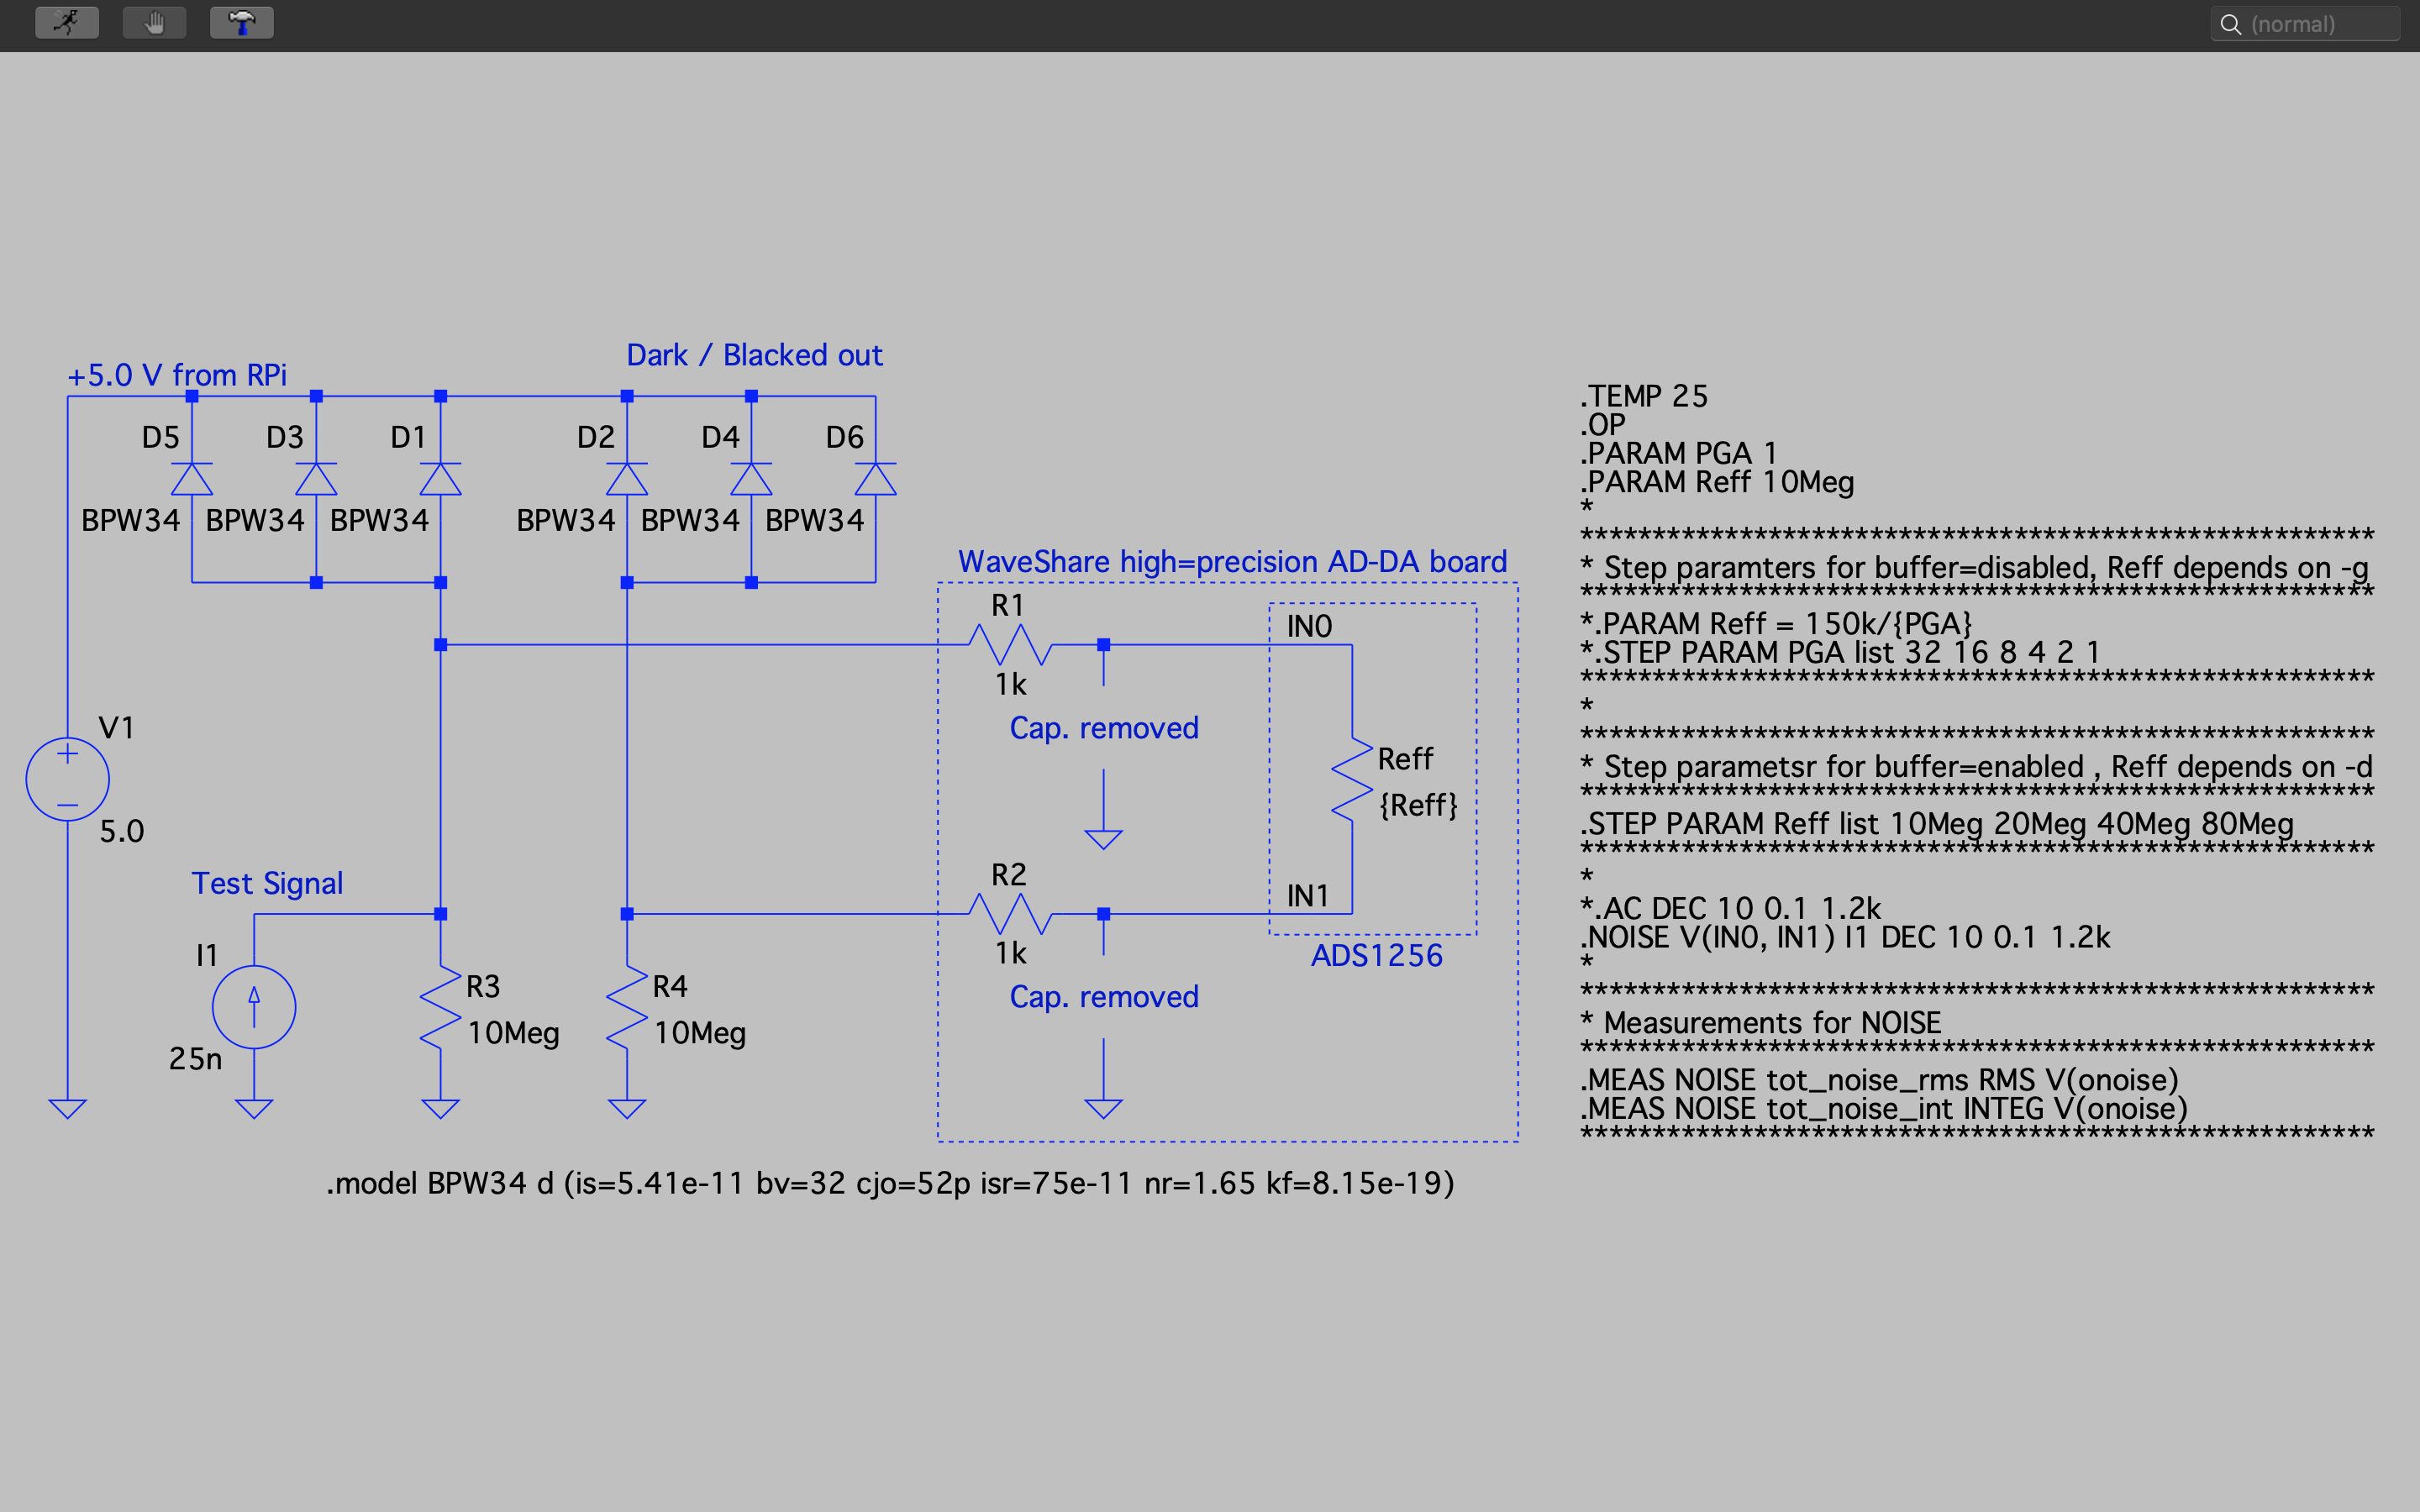 (normal)
Dark / Blacked out
+5.0 V from RPi
D5 D3 D1 D2 D4 D6
BPW34 BPW34 BPW34 BPW34 BPW34 BPW34
WaveShare high=precision AD-DA board
R1
IN0
1k
Cap. removed
V1
Reff
{Reff}
5.0
Test Signal
R2
IN1
I1
1k
ADS1256
R3
R4
Cap. removed
10Meg
10Meg
25n
.model BPW34 d (is=5.41e-11 bv=32 cjo=52p isr=75e-11 nr=1.65 kf=8.15e-19)
.TEMP 25
.OP
.PARAM PGA 1
.PARAM Reff 10Meg
*
*******************************************************
* Step paramters for buffer=disabled, Reff depends on -g
*******************************************************
*.PARAM Reff = 150k/{PGA}
*.STEP PARAM PGA list 32 16 8 4 2 1
*******************************************************
*
*******************************************************
* Step parametsr for buffer=enabled , Reff depends on -d
*******************************************************
.STEP PARAM Reff list 10Meg 20Meg 40Meg 80Meg
*******************************************************
*
*.AC DEC 10 0.1 1.2k
.NOISE V(IN0, IN1) I1 DEC 10 0.1 1.2k
*
*******************************************************
* Measurements for NOISE
*******************************************************
.MEAS NOISE tot_noise_rms RMS V(onoise)
.MEAS NOISE tot_noise_int INTEG V(onoise)
*******************************************************